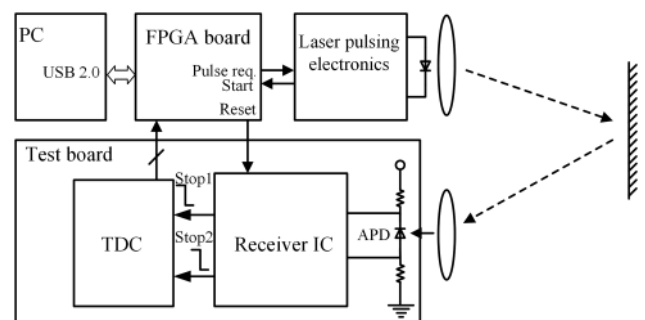 PC
USB 2.0
FPGA board
Pulse req.
Start
Reset
Laser pulsing
electronics
Test board
TDC
Stop1
Stop2
Receiver IC
APD